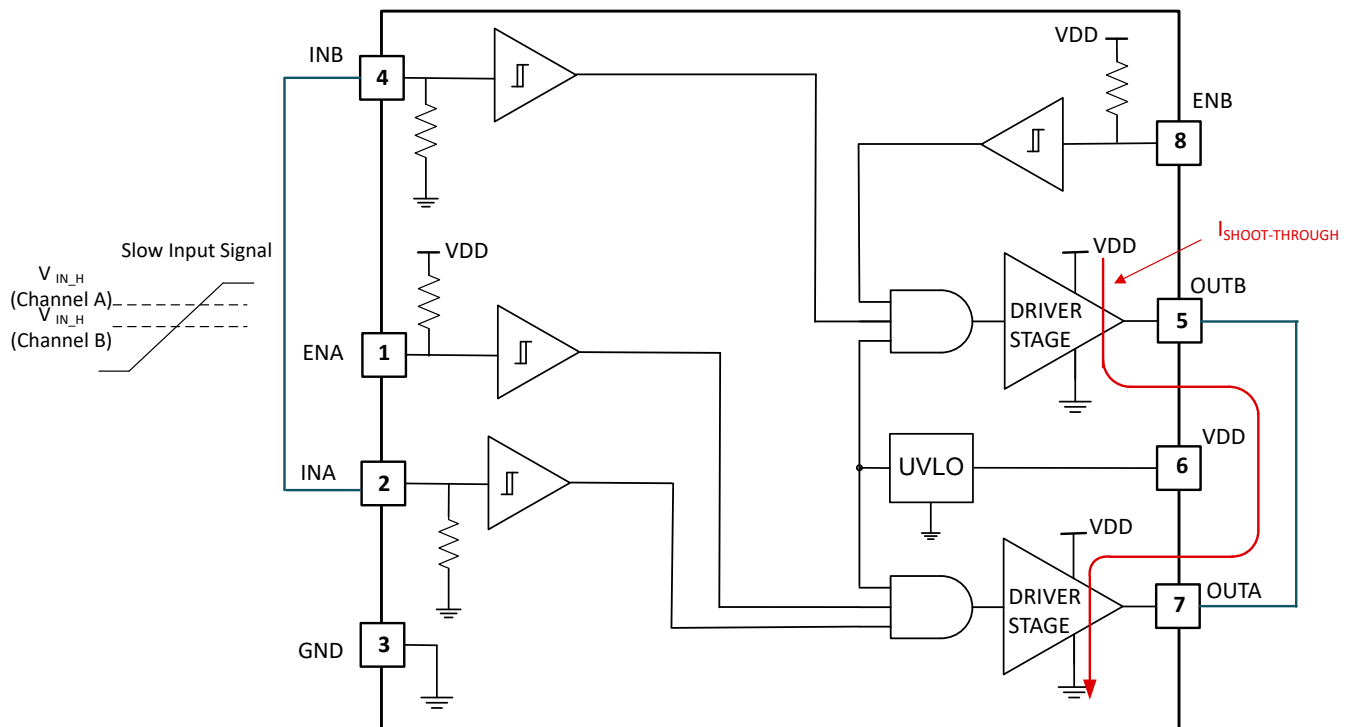 VDD
INB
4
ENB
8
Slow Input Signal
VDD
VDD
I SHOOT-THROUGH
V IN_H
(Channel A)
V IN_H
(Channel B)
OUTB
DRIVER
STAGE
5
ENA
1
VDD
INA
2
UVLO
6
VDD
OUTA
DRIVER
STAGE
7
GND
3